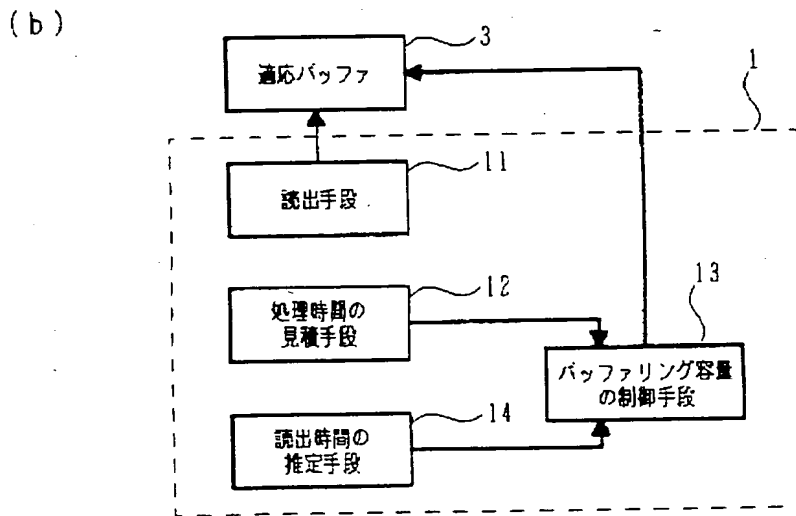 (b)
3
適応バッファ
1
11
読出手段
12
処理時間の
見積手段
13
バッファリング容量
の制御手段
14
読出時間の
推定手段